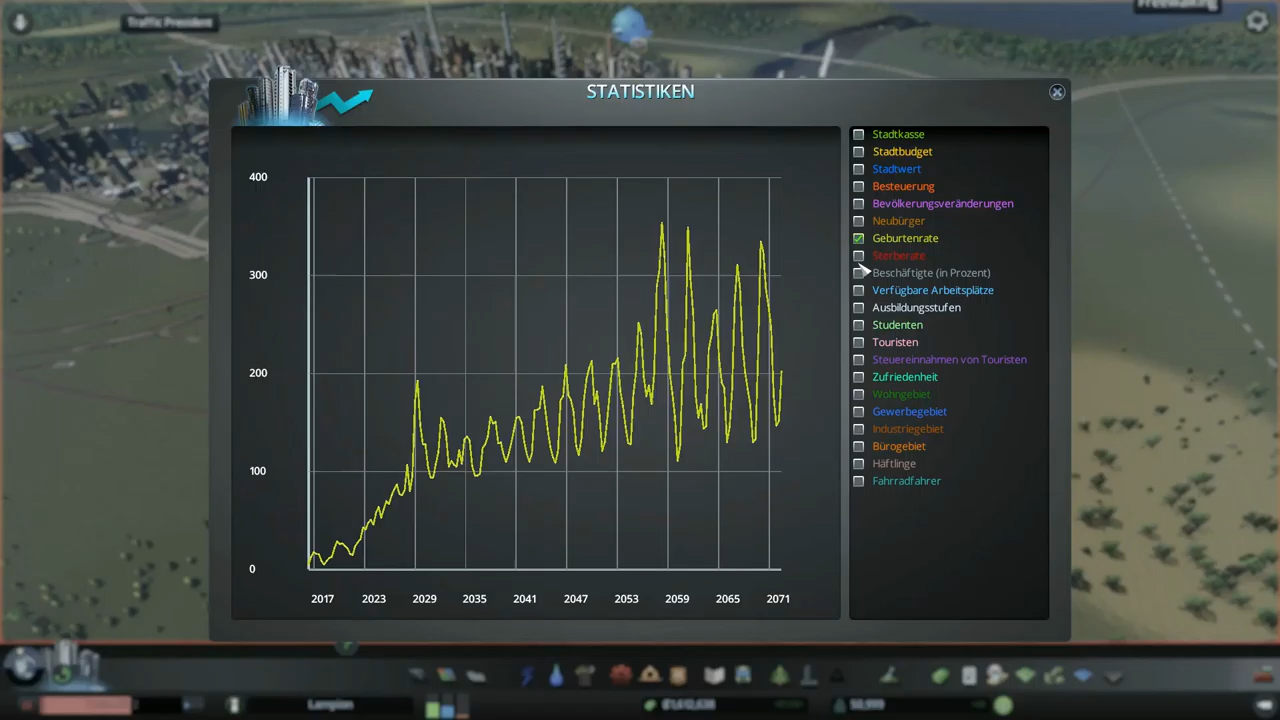 Traffic President
STATISTIKEN
400
300
200
100
0
2017 2023 2029 2035 2041 2047 2053 2059 2065 2071
Stadtkasse
Stadtbudget
Stadtwert
Besteuerung
Bevölkerungsveränderungen
Neubürger
Geburtenrate
Sterberate
Beschäftigte (in Prozent)
Verfügbare Arbeitsplätze
Ausbildungsstufen
Studenten
Touristen
Steuereinnahmen von Touristen
Zufriedenheit
Wohngebiet
Gewerbegebiet
Industriegebiet
Bürogebiet
Häftlinge
Fahrradfahrer